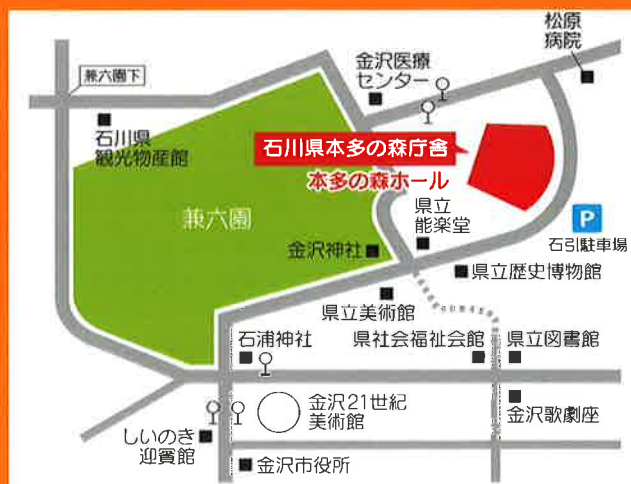 松原
病院
金沢医療
センター
兼六園下
石川県
観光物産館
石川県本多の森庁舎
本多の森ホール
兼六園
県立
能楽堂
P
石引駐車場
金沢神社
県立歴史博物館
県立美術館
石浦神社
県社会福祉会館
県立図書館
金沢21世紀
美術館
金沢歌劇座
しいのき
迎賓館
金沢市役所